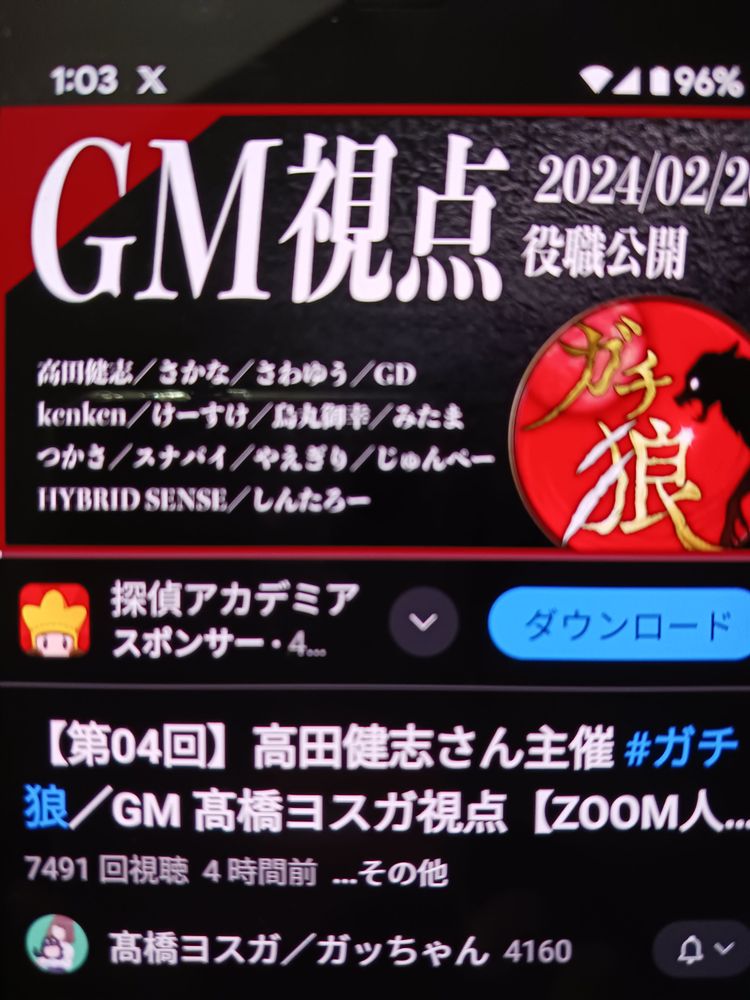 1:03 X 96%
GM視点
2024/02/2
役職公開
高田健志／さかな／さわゆう／GD
kenken／けーすけ／烏丸御幸／みたま
つかさ／スナパイ／やえぎり／じゅんぺー
HYBRID SENSE／しんたろー
ガチ
狼
探偵アカデミア
スポンサー・4...
ダウンロード
【第04回】高田健志さん主催 #ガチ
狼／GM 髙橋ヨスガ視点【ZOOM人...
7491 回視聴 4 時間前 ...その他
髙橋ヨスガ／ガッちゃん 4160